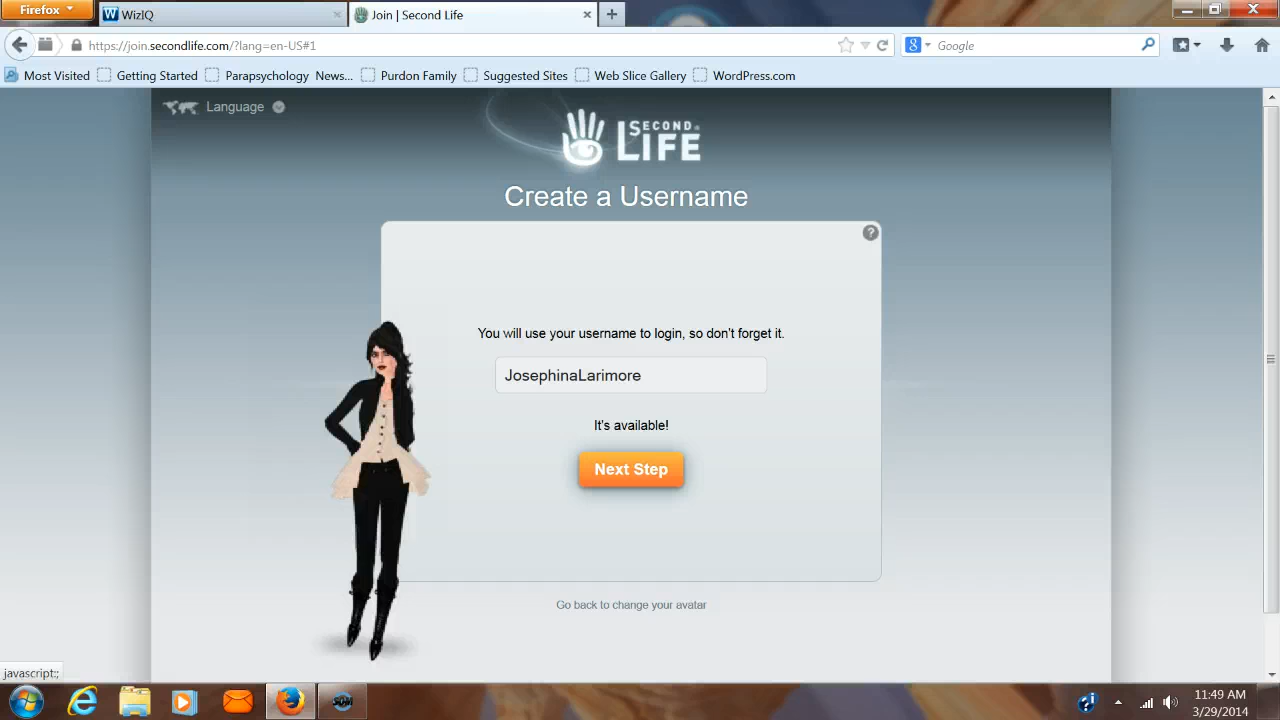 Firefox
WizIQ
Join | Second Life
https://join.secondlife.com/?lang=en-US#1
Google
Most Visited
Getting Started
Parapsychology News...
Purdon Family
Suggested Sites
Web Slice Gallery
WordPress.com
Language
SECOND LIFE
Create a Username
?
You will use your username to login, so don't forget it.
JosephinaLarimore
It's available!
Next Step
Go back to change your avatar
javascript:;
11:49 AM
3/29/2014